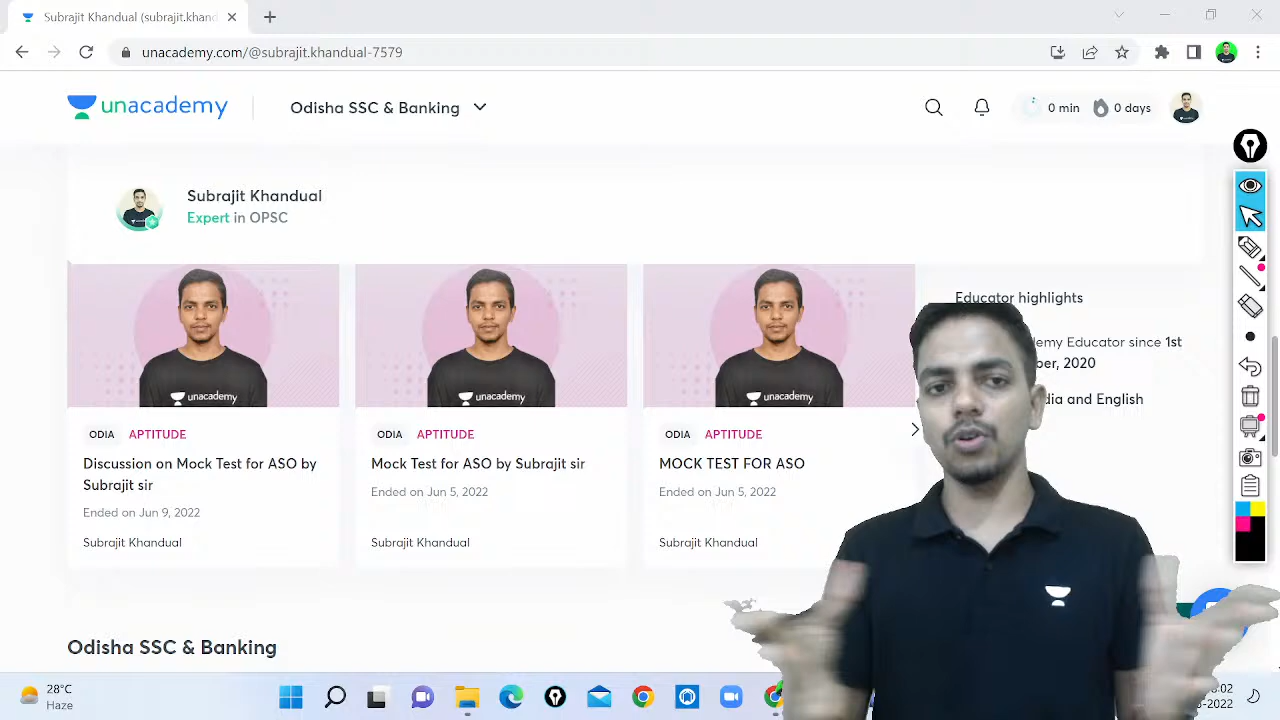 Subrajit Khandual (subrajit.khand
unacademy.com/@subrajit.khandual-7579
unacademy
Odisha SSC & Banking
0 min
0 days
Subrajit Khandual
Expert in OPSC
unacademy
unacademy
unacademy
Educator highlights
Educator since 1st
2020
and English
ODIA APTITUDE
Discussion on Mock Test for ASO by
Subrajit sir
Ended on Jun 9, 2022
Subrajit Khandual
ODIA APTITUDE
Mock Test for ASO by Subrajit sir
Ended on Jun 5, 2022
Subrajit Khandual
ODIA APTITUDE
MOCK TEST FOR ASO
Ended on Jun 5, 2022
Subrajit Khandual
Odisha SSC & Banking
28°C
Haze
:02
-2022